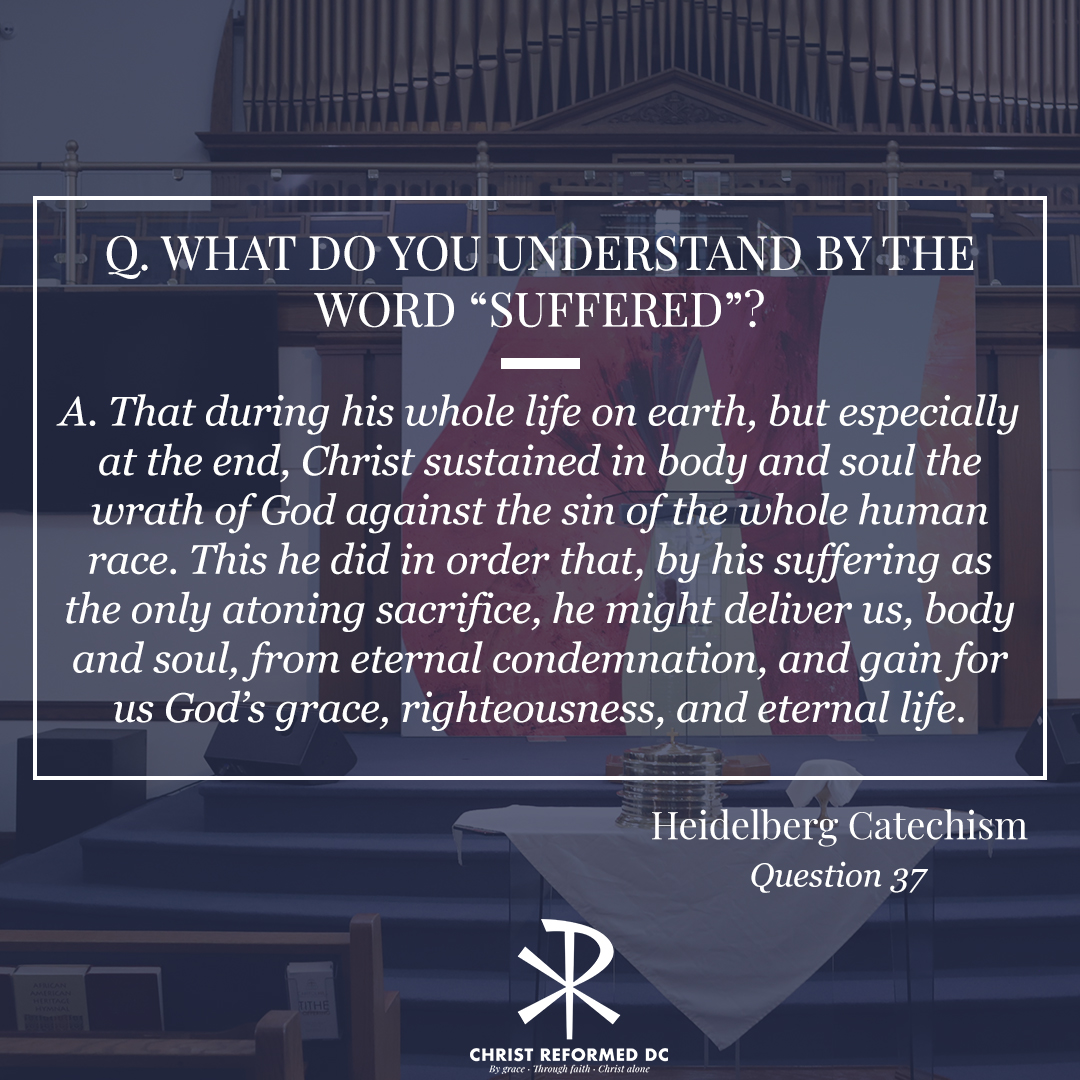 Q. WHAT DO YOU UNDERSTAND BY THE
WORD “SUFFERED”?
A. That during his whole life on earth, but especially
at the end, Christ sustained in body and soul the
wrath of God against the sin of the whole human
race. This he did in order that, by his suffering as
the only atoning sacrifice, he might deliver us, body
and soul, from eternal condemnation, and gain for
us God’s grace, righteousness, and eternal life.
Heidelberg Catechism
Question 37
AFRICAN
AMERICAN
HERITAGE
HYMNAL
TITHE
CHRIST REFORMED DC
By grace · Through faith · Christ alone